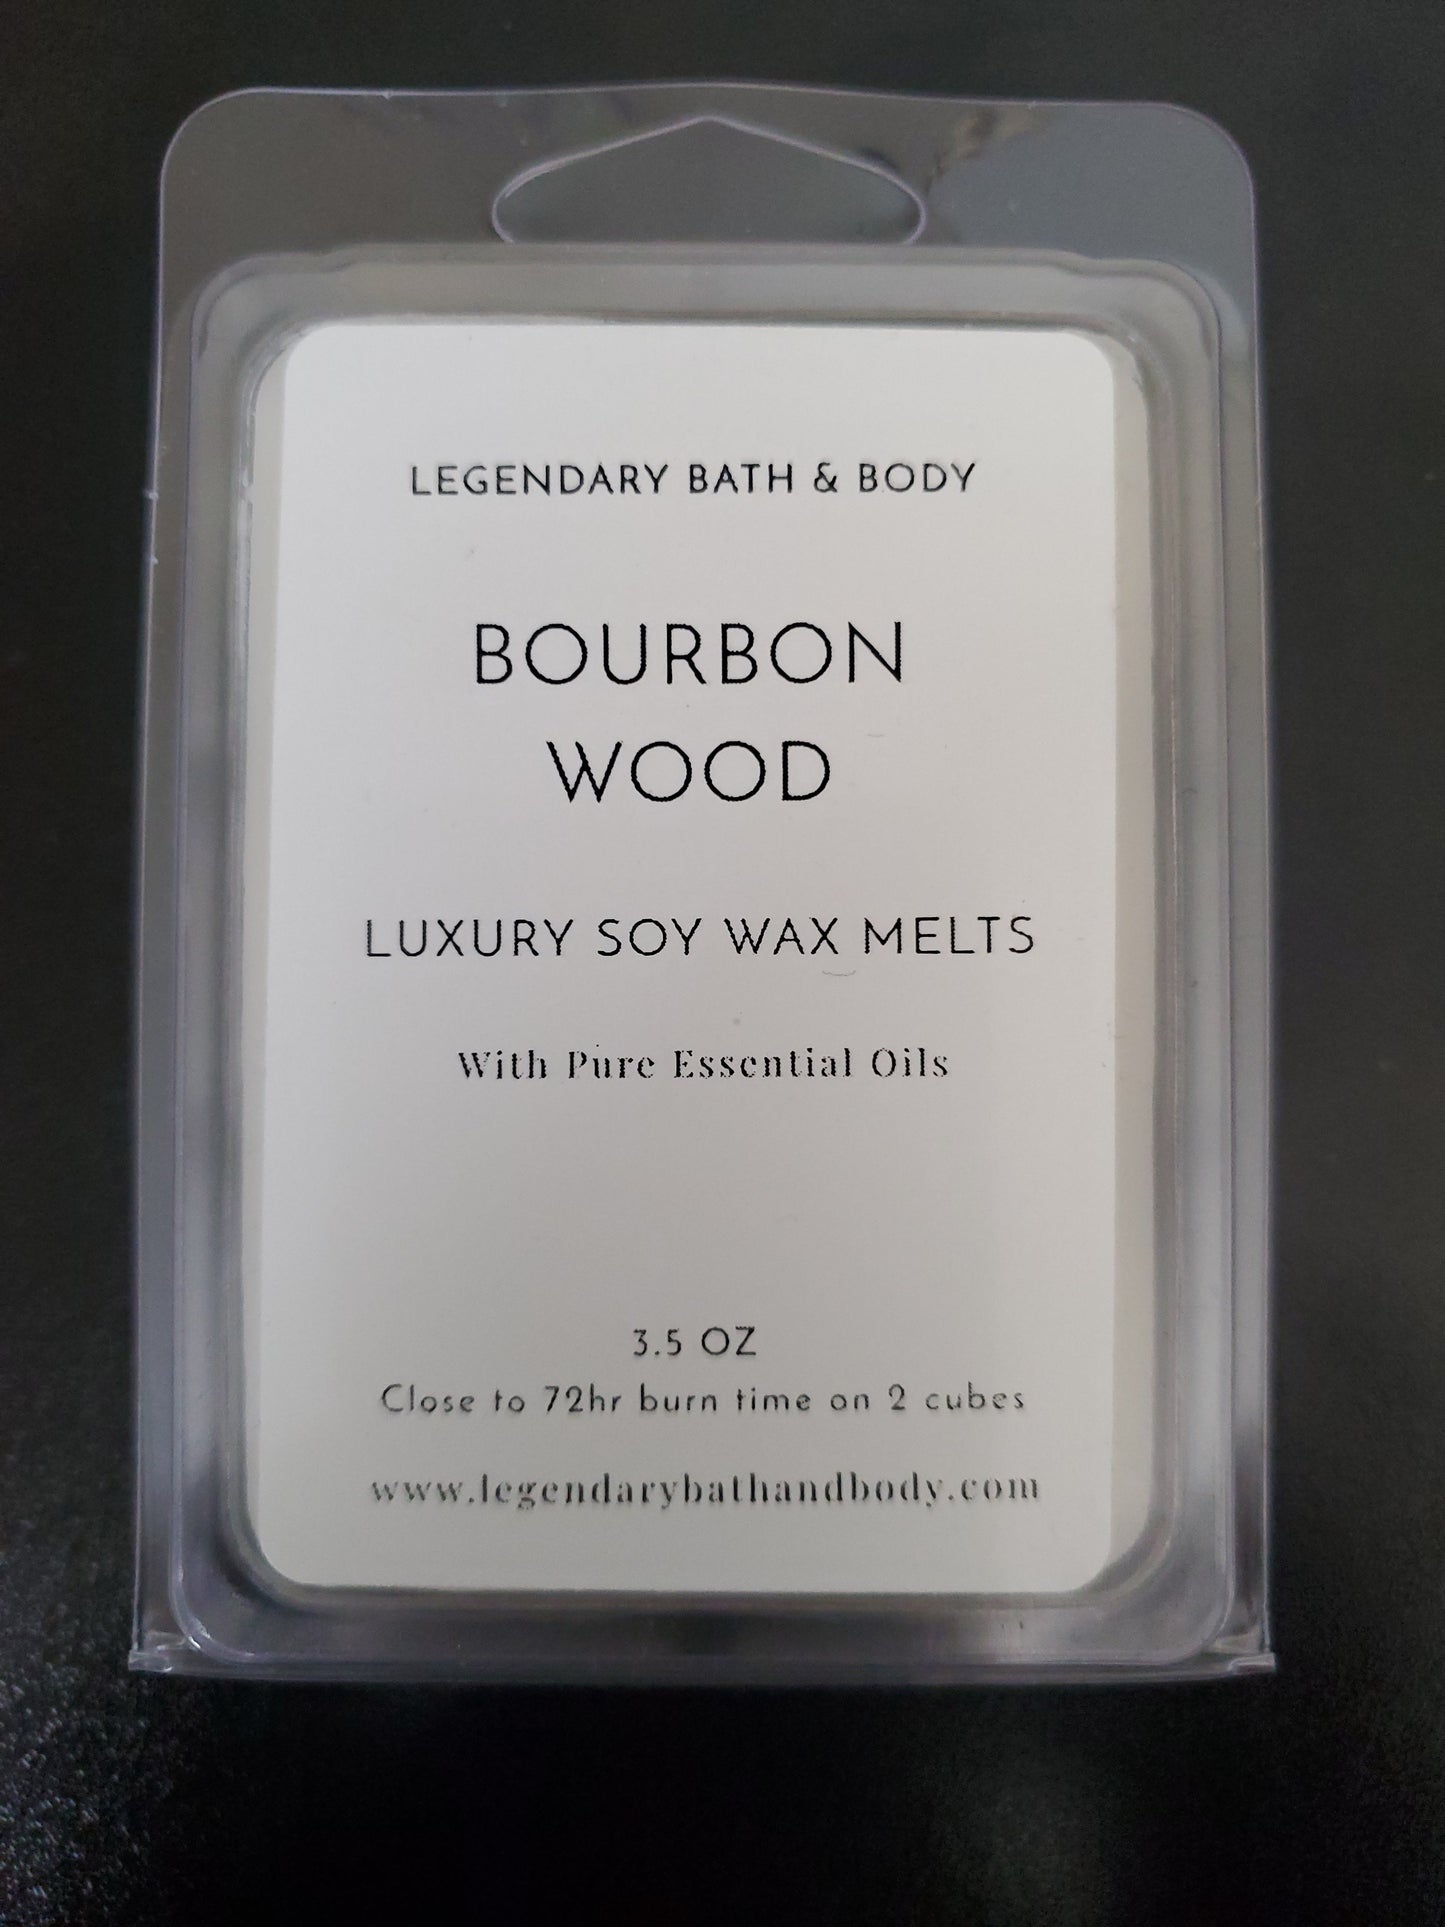 LEGENDARY BATH & BODY
BOURBON
WOOD
LUXURY SOY WAX MELTS
With Pure Essential Oils
3.5 OZ
Close to 72hr burn time on 2 cubes
www.legendarybathandbody.com